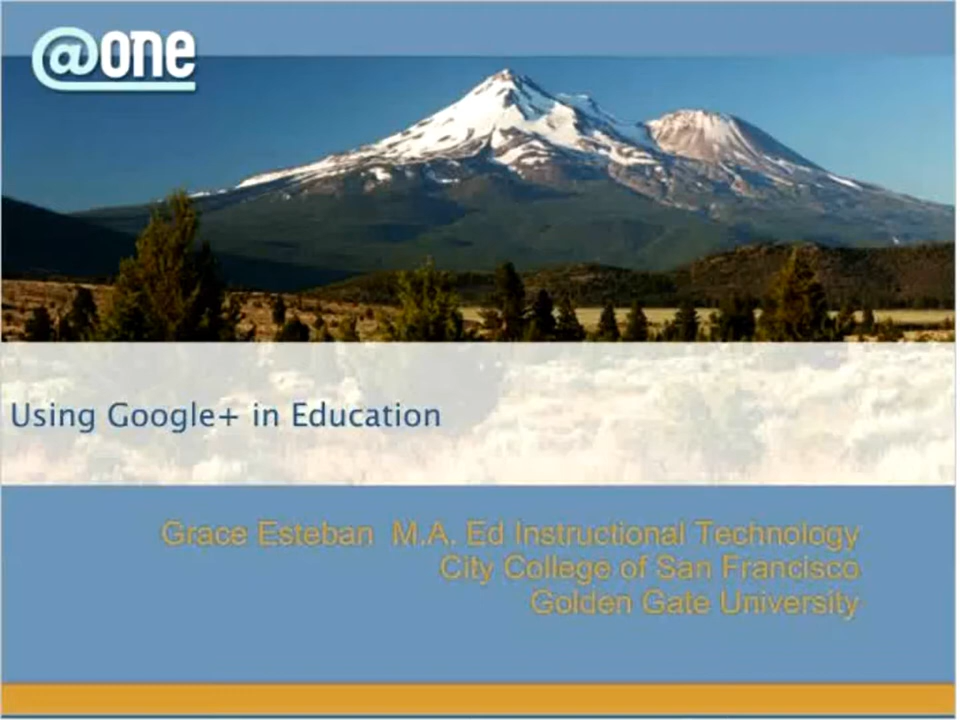 @one
Using Google+ in Education
Grace Esteban M.A. Ed Instructional Technology
City College of San Francisco
Golden Gate University